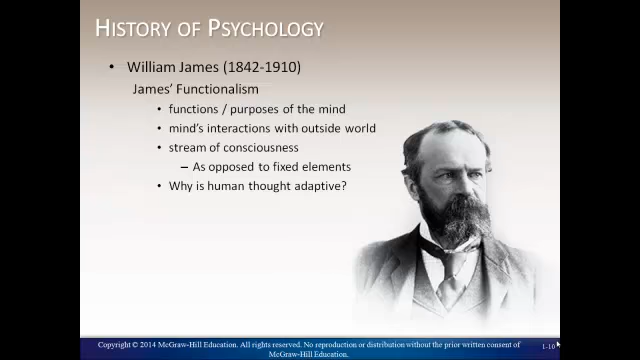 HISTORY OF PSYCHOLOGY
• William James (1842-1910)
James' Functionalism
• functions / purposes of the mind
• mind's interactions with outside world
• stream of consciousness
– As opposed to fixed elements
• Why is human thought adaptive?
Copyright © 2014 McGraw-Hill Education. All rights reserved. No reproduction or distribution without the prior written consent of
McGraw-Hill Education.
1-10